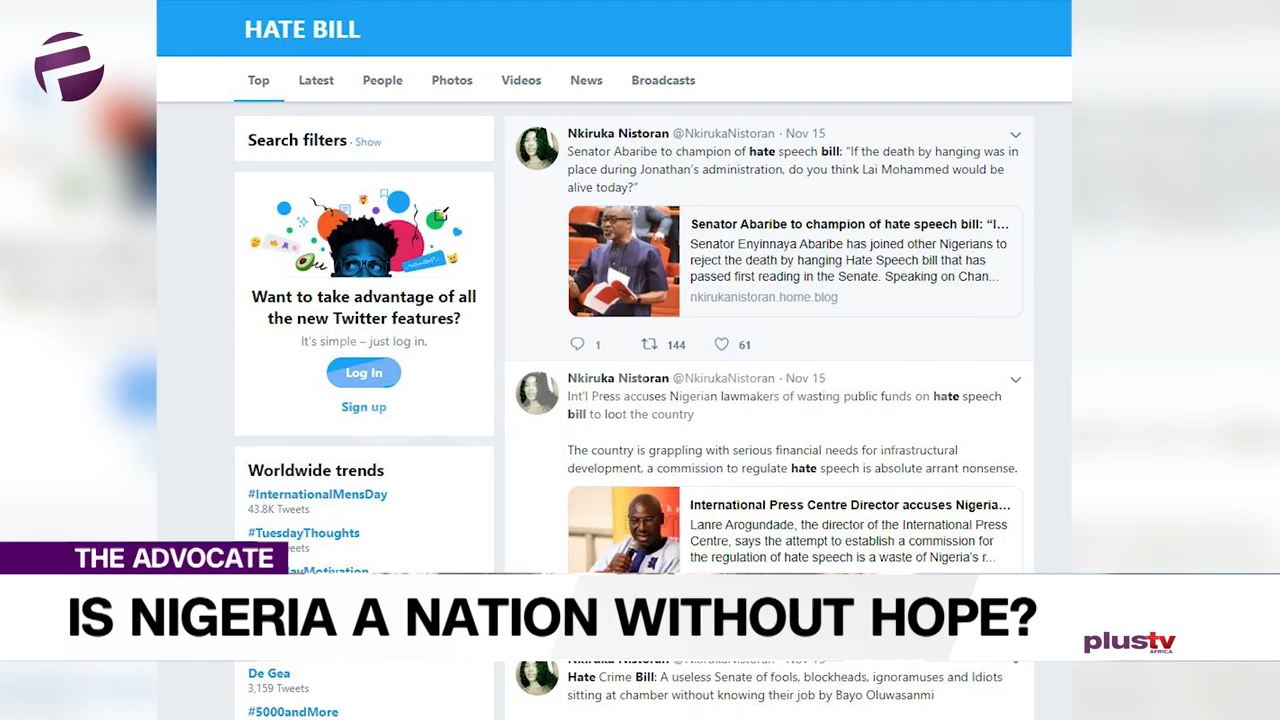 HATE BILL
Top Latest People Photos Videos News Broadcasts
Search filters · Show
Want to take advantage of all
the new Twitter features?
It's simple – just log in.
Log In
Sign up
Worldwide trends
#InternationalMensDay
43.8K Tweets
#TuesdayThoughts
De Gea
3,159 Tweets
#5000andMore
Nkiruka Nistoran @NkirukaNistoran · Nov 15
Senator Abaribe to champion of hate speech bill: “If the death by hanging was in
place during Jonathan’s administration, do you think Lai Mohammed would be
alive today?”
Senator Abaribe to champion of hate speech bill: “I...
Senator Enyinnaya Abaribe has joined other Nigerians to
reject the death by hanging Hate Speech bill that has
passed first reading in the Senate. Speaking on Chan...
nkirukanistoran.home.blog
1 144 61
Nkiruka Nistoran @NkirukaNistoran · Nov 15
Int'l Press accuses Nigerian lawmakers of wasting public funds on hate speech
bill to loot the country
The country is grappling with serious financial needs for infrastructural
development, a commission to regulate hate speech is absolute arrant nonsense.
International Press Centre Director accuses Nigeria...
Lanre Arogundade, the director of the International Press
Centre, says the attempt to establish a commission for
the regulation of hate speech is a waste of Nigeria’s r...
Nkiruka Nistoran @NkirukaNistoran · Nov 15
Hate Crime Bill: A useless Senate of fools, blockheads, ignoramuses and Idiots
sitting at chamber without knowing their job by Bayo Oluwasanmi
THE ADVOCATE
IS NIGERIA A NATION WITHOUT HOPE?
plustv
AFRICA